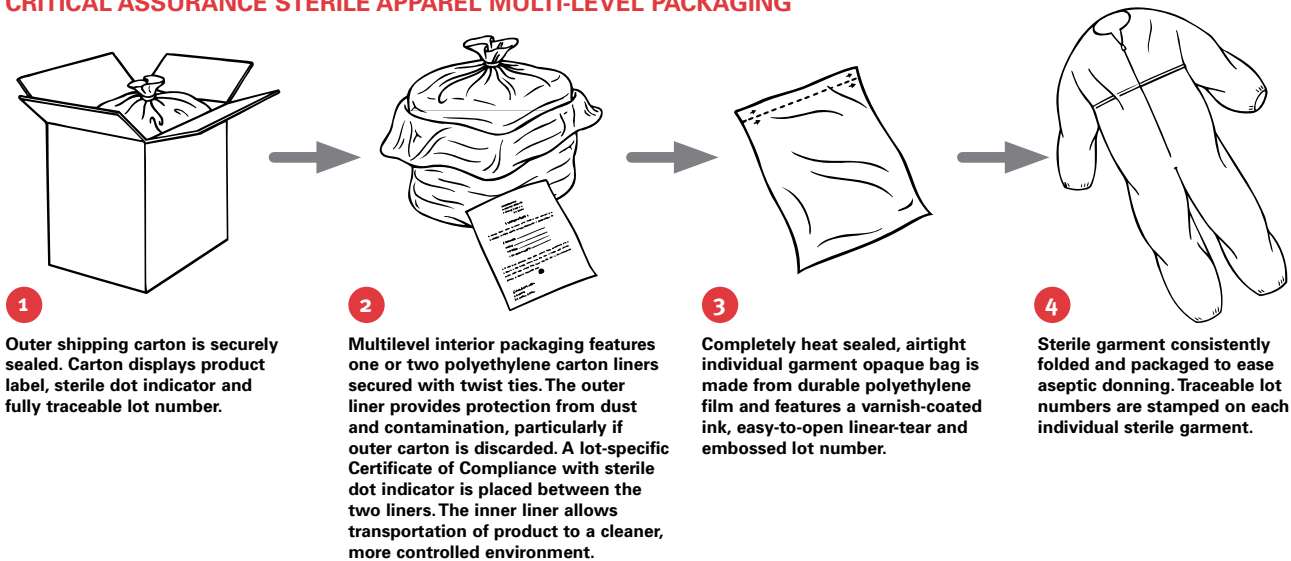 CRITICAL ASSURANCE STERILE APPAREL MULTI-LEVEL PACKAGING
1
Outer shipping carton is securely
sealed. Carton displays product
label, sterile dot indicator and
fully traceable lot number.
2
Multilevel interior packaging features
one or two polyethylene carton liners
secured with twist ties. The outer
liner provides protection from dust
and contamination, particularly if
outer carton is discarded. A lot-specific
Certificate of Compliance with sterile
dot indicator is placed between the
two liners. The inner liner allows
transportation of product to a cleaner,
more controlled environment.
3
Completely heat sealed, airtight
individual garment opaque bag is
made from durable polyethylene
film and features a varnish-coated
ink, easy-to-open linear-tear and
embossed lot number.
4
Sterile garment consistently
folded and packaged to ease
aseptic donning. Traceable lot
numbers are stamped on each
individual sterile garment.